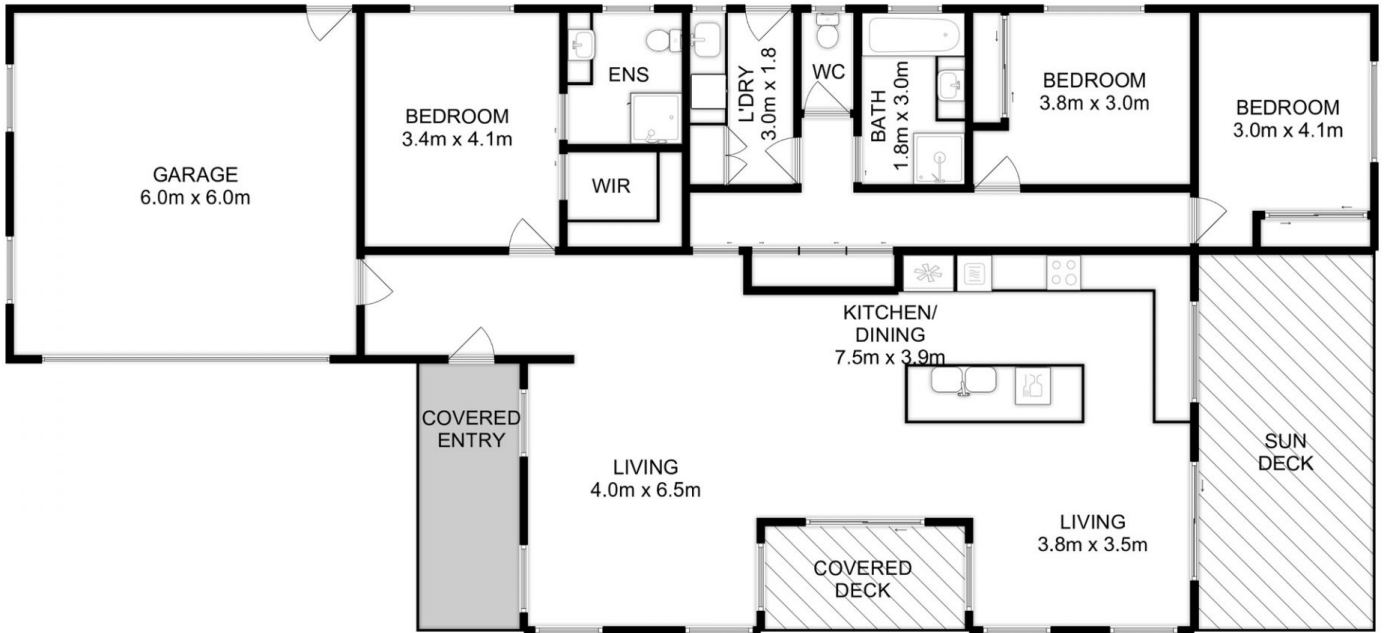 GARAGE
6.0m x 6.0m
BEDROOM
3.4m x 4.1m
ENS
WIR
L'DRY
3.0m x 1.8
WC
BATH
1.8m x 3.0m
BEDROOM
3.8m x 3.0m
BEDROOM
3.0m x 4.1m
KITCHEN/
DINING
7.5m x 3.9m
COVERED
ENTRY
LIVING
4.0m x 6.5m
COVERED
DECK
LIVING
3.8m x 3.5m
SUN
DECK